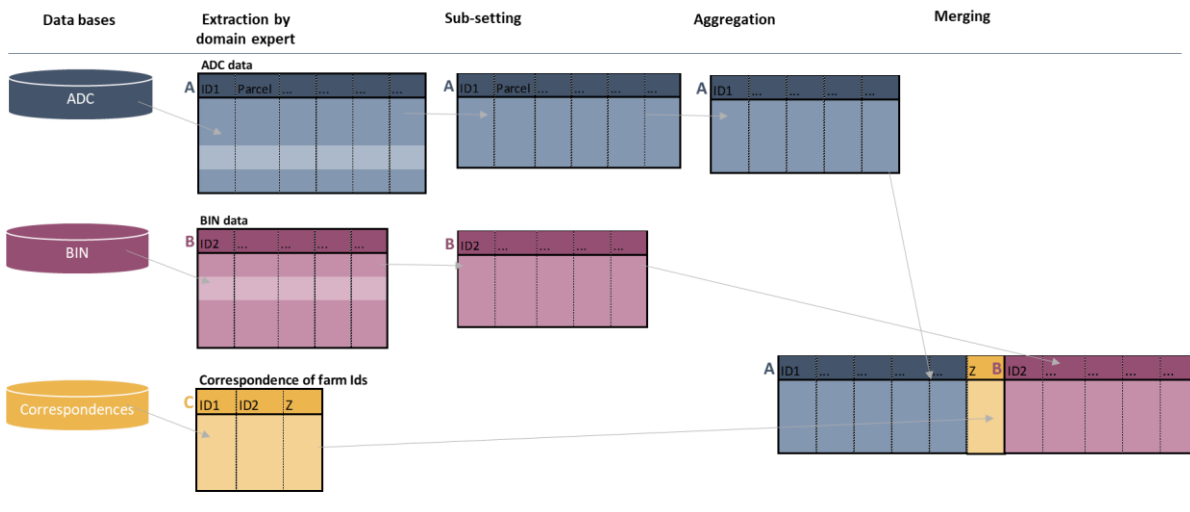 Data bases
Extraction by
domain expert
Sub-setting
Aggregation
Merging
ADC data
ADC
A
ID1 Parcel ... ... ... ...
A
ID1 Parcel ... ... ... ...
A
ID1 ... ... ... ...
BIN data
BIN
B
ID2 ... ... ... ...
B
ID2 ... ... ... ...
Correspondence of farm Ids
Correspondences
C
ID1 ID2 Z
A
ID1 ... ... ... ... Z
B
ID2 ... ... ... ...